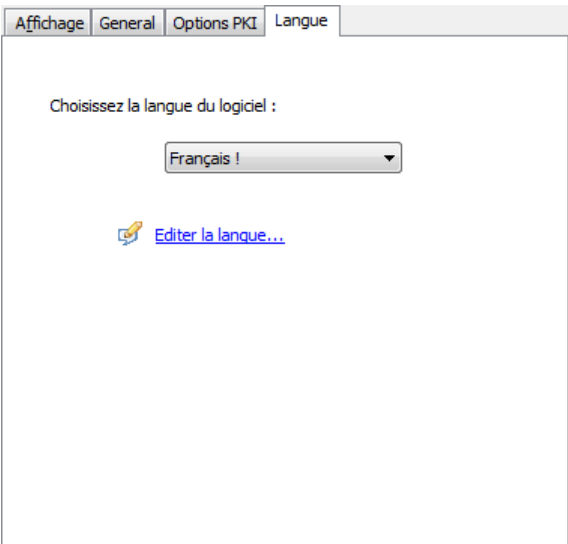 Affichage General Options PKI Langue
Choisissez la langue du logiciel :
Français !
Editer la langue...